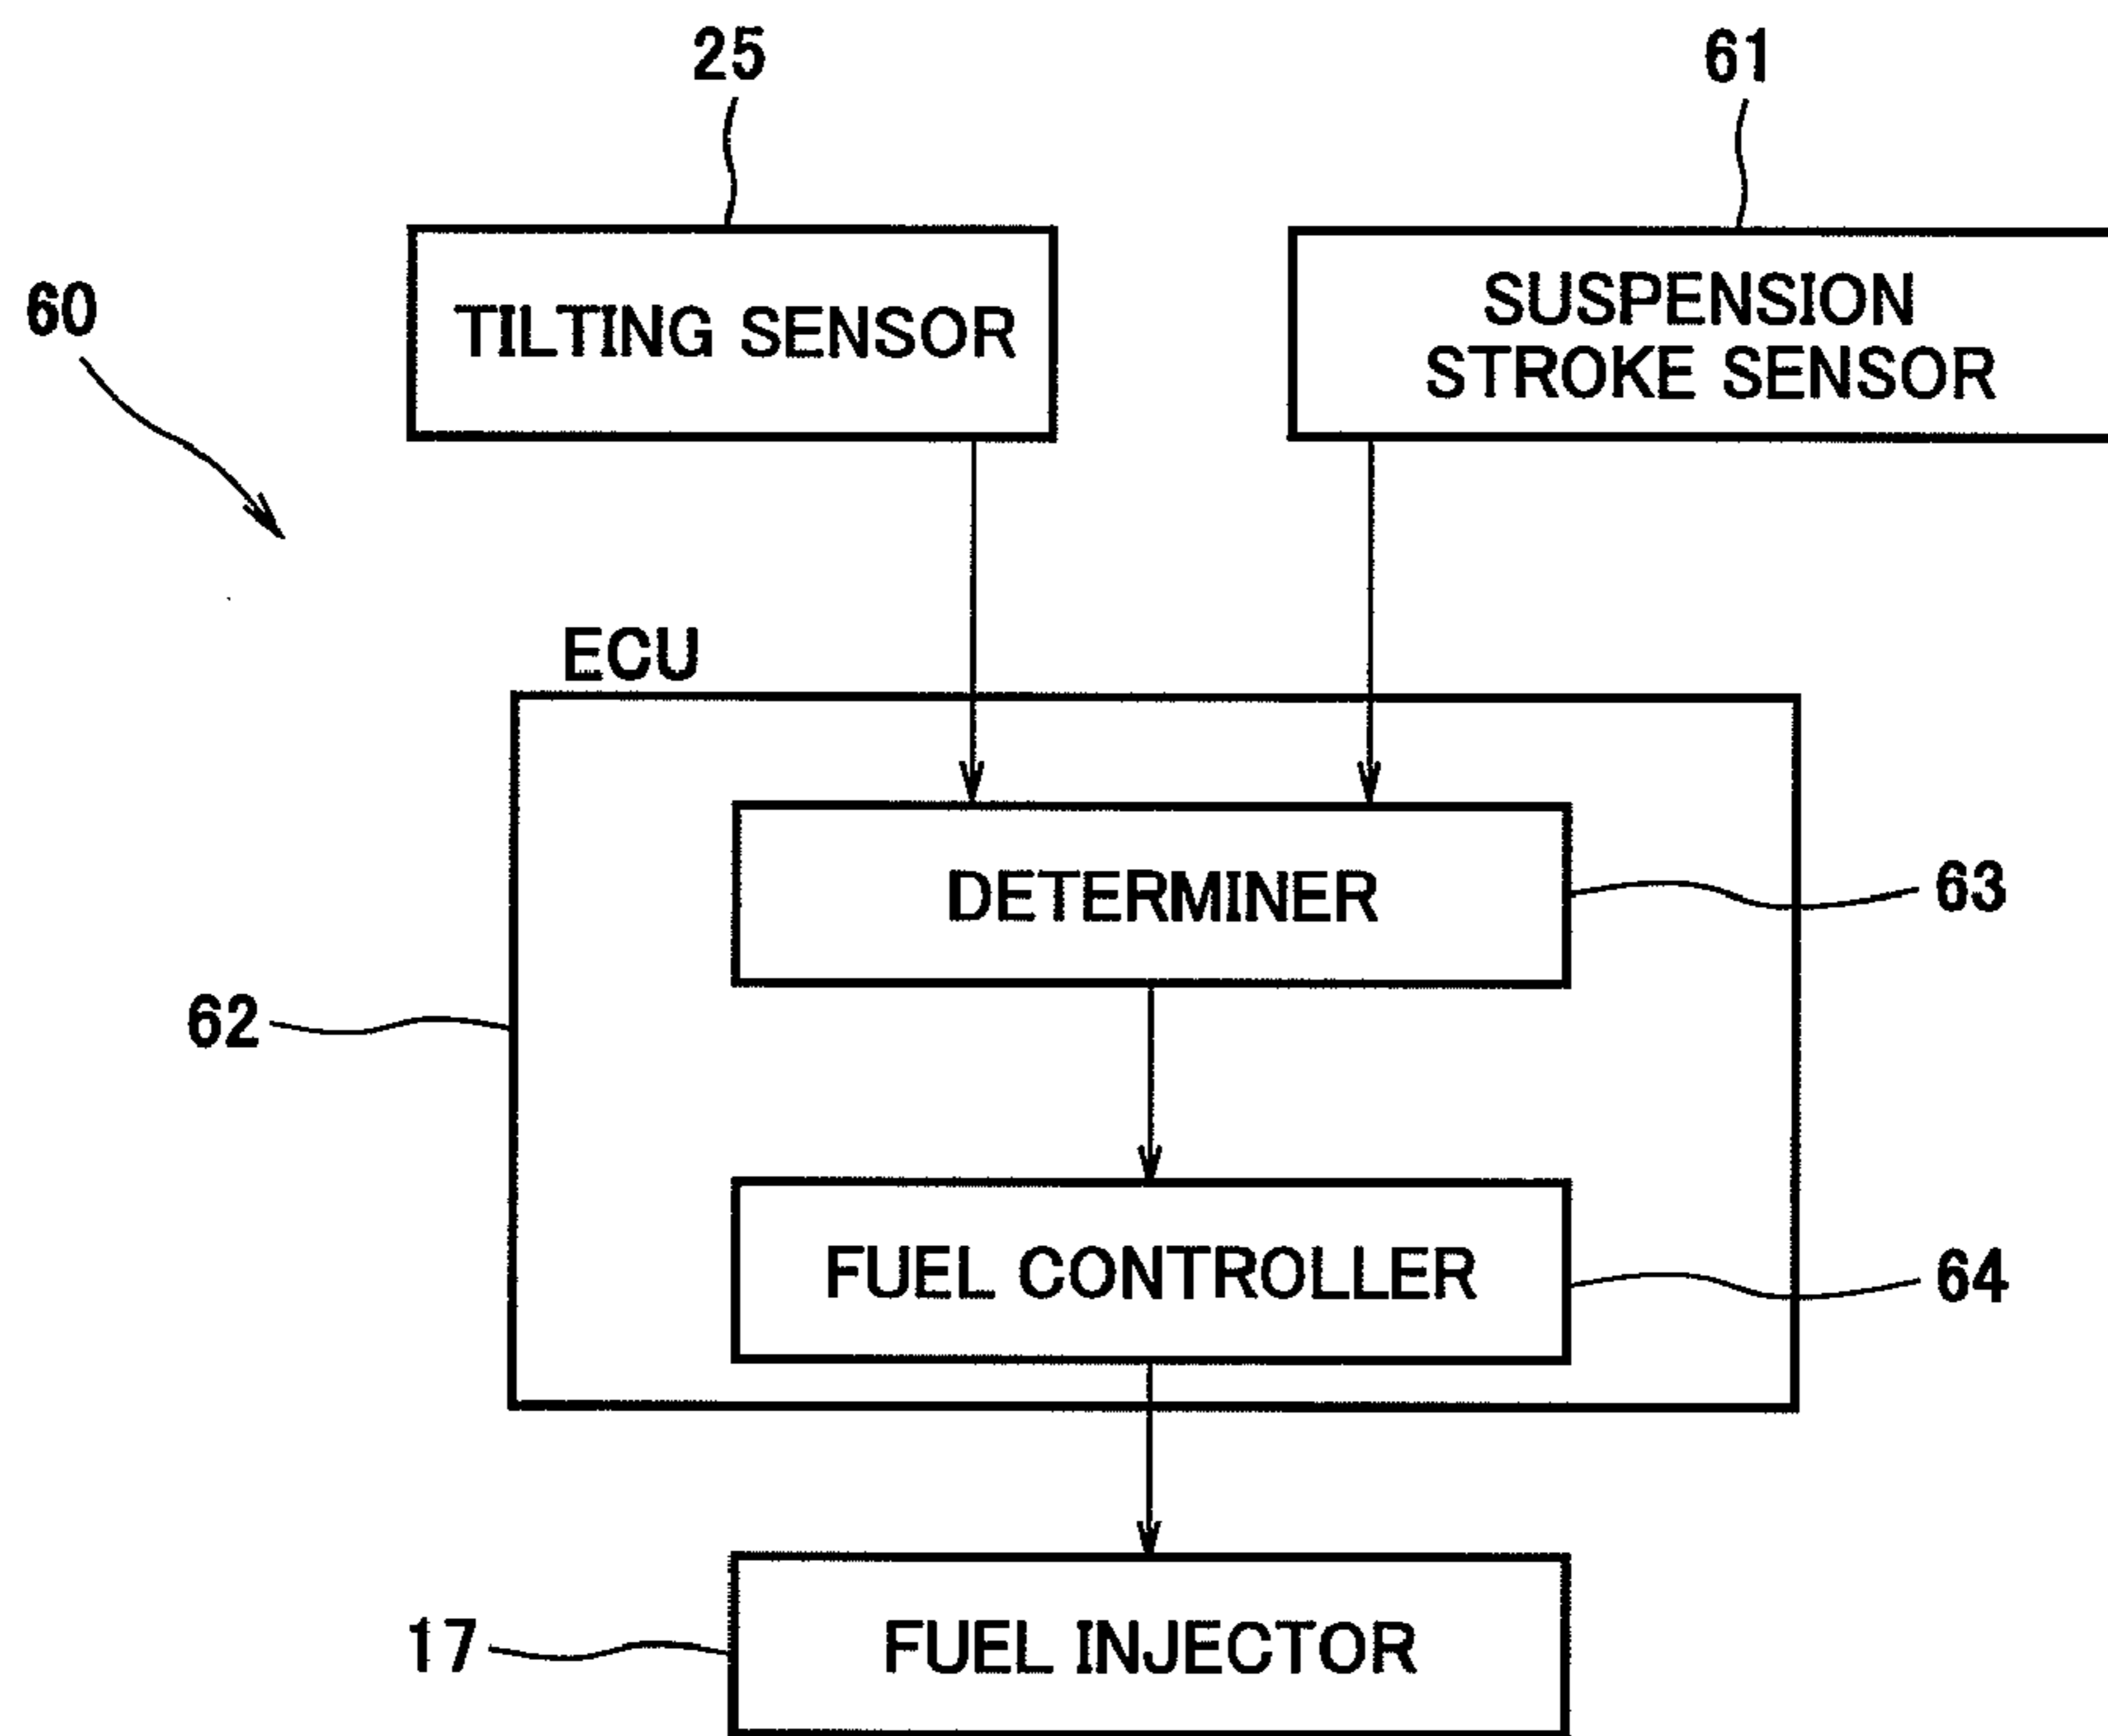 25
61
60
TILTING SENSOR
SUSPENSION
STROKE SENSOR
ECU
DETERMINER
63
62
FUEL CONTROLLER
64
17
FUEL INJECTOR